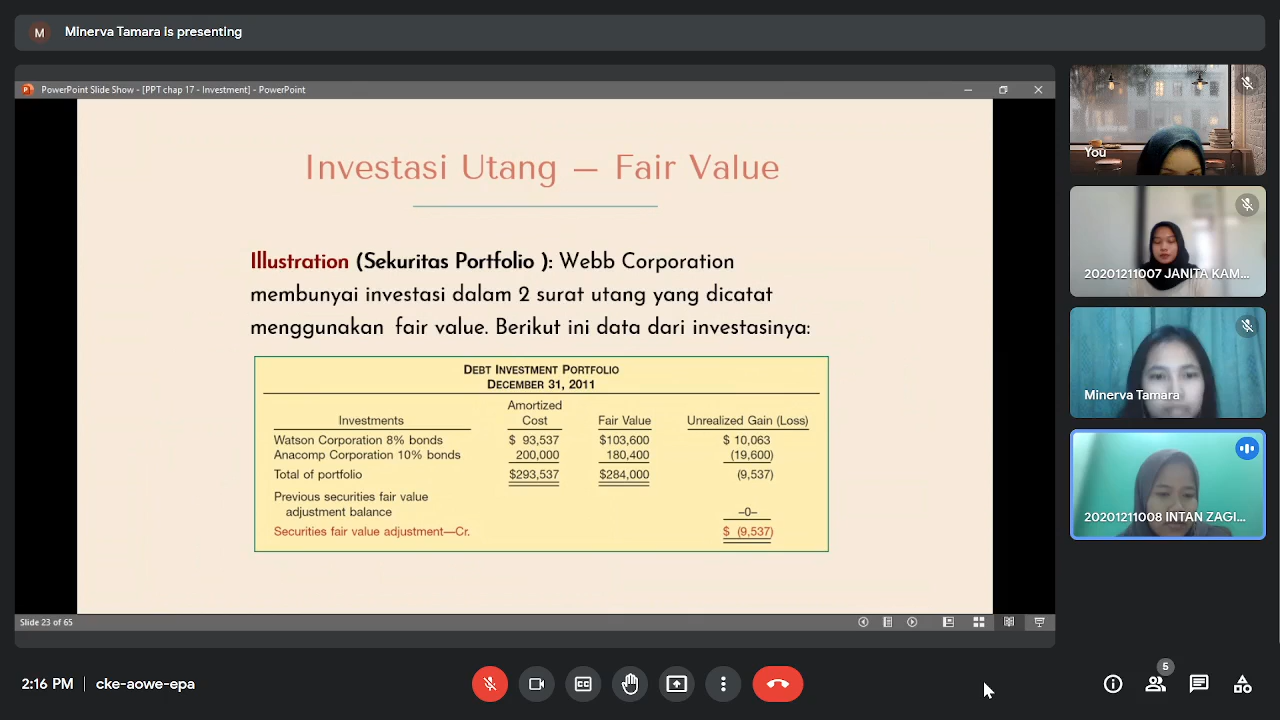 M
Minerva Tamara is presenting
PowerPoint Slide Show - [PPT chap 17 - Investment] - PowerPoint
Investasi Utang – Fair Value
Illustration (Sekuritas Portfolio ): Webb Corporation
membunyai investasi dalam 2 surat utang yang dicatat
menggunakan fair value. Berikut ini data dari investasinya:
DEBT INVESTMENT PORTFOLIO
DECEMBER 31, 2011
Investments Amortized Cost Fair Value Unrealized Gain (Loss)
Watson Corporation 8% bonds $ 93,537 $103,600 $ 10,063
Anacomp Corporation 10% bonds 200,000 180,400 (19,600)
Total of portfolio $293,537 $284,000 (9,537)
Previous securities fair value
adjustment balance –0–
Securities fair value adjustment—Cr. $ (9,537)
Slide 23 of 65
You
20201211007 JANITA KAM...
Minerva Tamara
20201211008 INTAN ZAGI...
2:16 PM | cke-aowe-epa
5